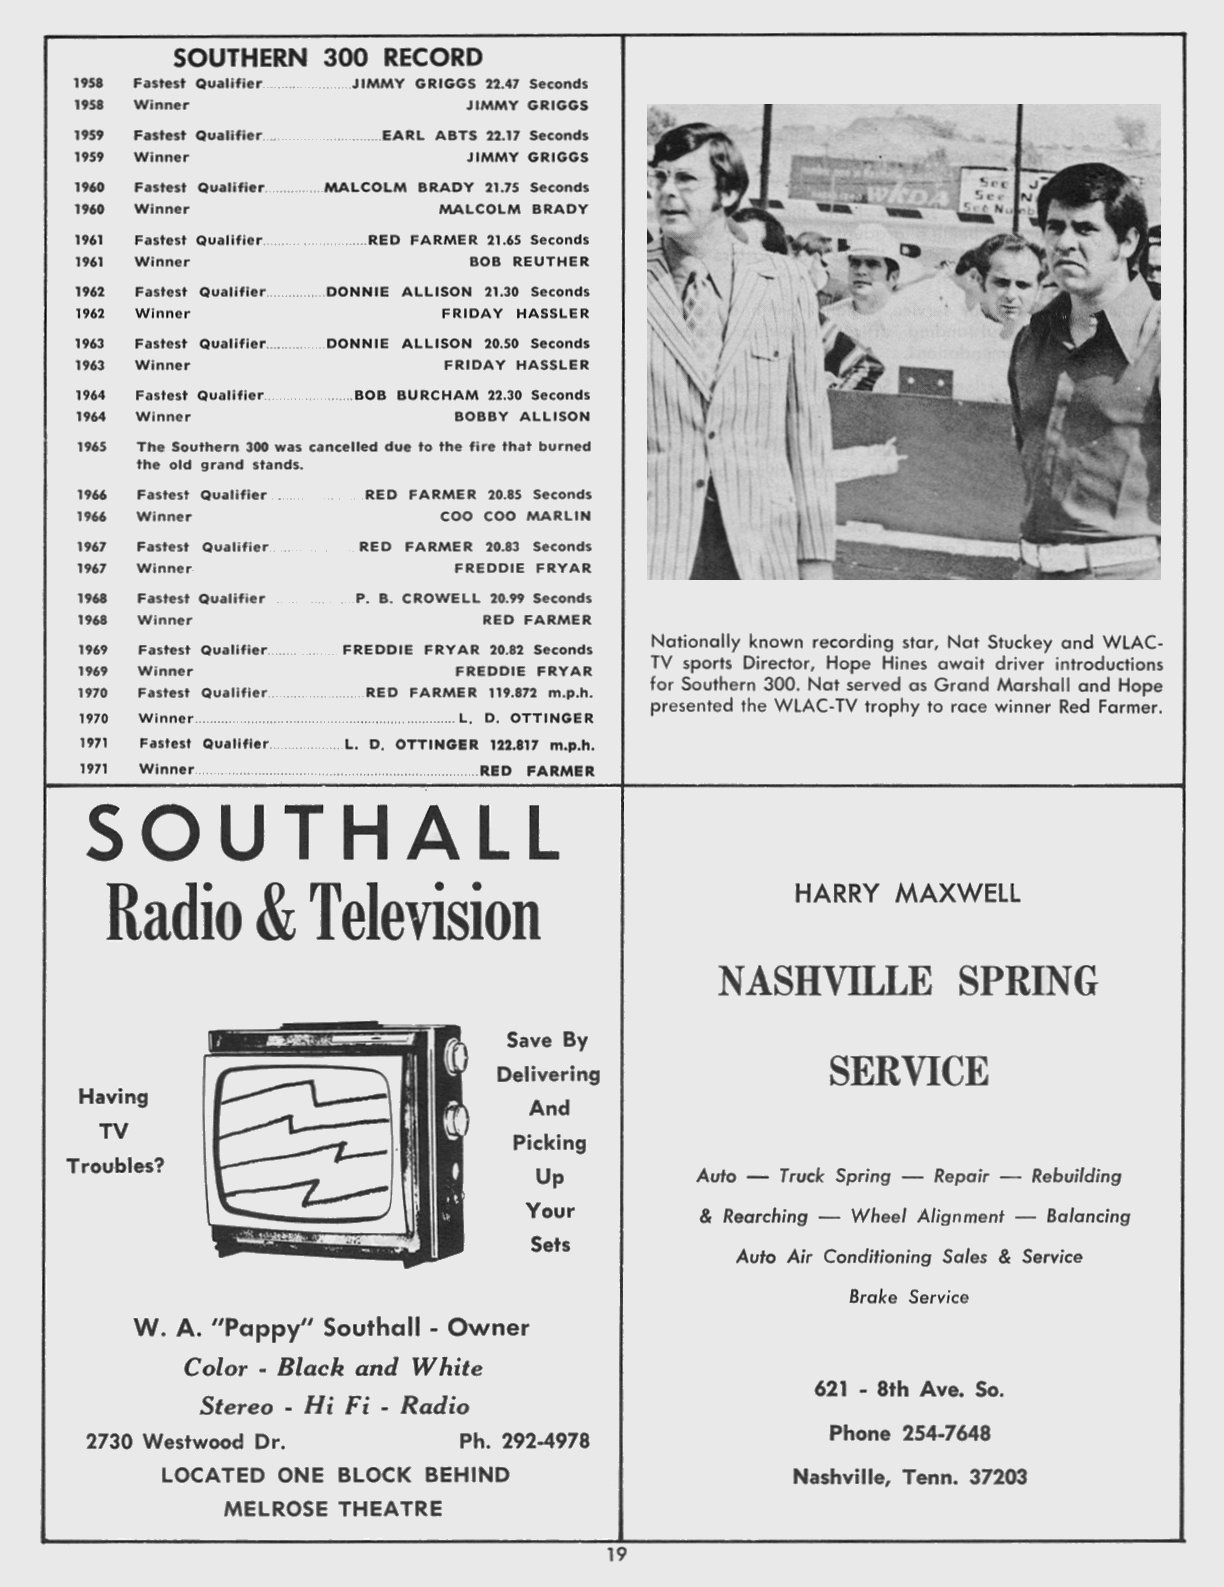 SOUTHERN 300 RECORD
1958 Fastest Qualifier JIMMY GRIGGS 22.47 Seconds
1958 Winner JIMMY GRIGGS
1959 Fastest Qualifier EARL ABTS 22.17 Seconds
1959 Winner JIMMY GRIGGS
1960 Fastest Qualifier MALCOLM BRADY 21.75 Seconds
1960 Winner MALCOLM BRADY
1961 Fastest Qualifier RED FARMER 21.65 Seconds
1961 Winner BOB REUTHER
1962 Fastest Qualifier DONNIE ALLISON 21.30 Seconds
1962 Winner FRIDAY HASSLER
1963 Fastest Qualifier DONNIE ALLISON 20.50 Seconds
1963 Winner FRIDAY HASSLER
1964 Fastest Qualifier BOB BURCHAM 22.30 Seconds
1964 Winner BOBBY ALLISON
1965 The Southern 300 was cancelled due to the fire that burned
the old grand stands.
1966 Fastest Qualifier RED FARMER 20.85 Seconds
1966 Winner COO COO MARLIN
1967 Fastest Qualifier RED FARMER 20.83 Seconds
1967 Winner FREDDIE FRYAR
1968 Fastest Qualifier P. B. CROWELL 20.99 Seconds
1968 Winner RED FARMER
1969 Fastest Qualifier FREDDIE FRYAR 20.82 Seconds
1969 Winner FREDDIE FRYAR
1970 Fastest Qualifier RED FARMER 119.872 m.p.h.
1970 Winner L. D. OTTINGER
1971 Fastest Qualifier L. D. OTTINGER 122.817 m.p.h.
1971 Winner RED FARMER
WKDA
See J
See N
See Numb
Nationally known recording star, Nat Stuckey and WLAC-
TV sports Director, Hope Hines await driver introductions
for Southern 300. Nat served as Grand Marshall and Hope
presented the WLAC-TV trophy to race winner Red Farmer.
SOUTHALL
Radio & Television
Having
TV
Troubles?
Save By
Delivering
And
Picking
Up
Your
Sets
W. A. "Pappy" Southall - Owner
Color - Black and White
Stereo - Hi Fi - Radio
2730 Westwood Dr. Ph. 292-4978
LOCATED ONE BLOCK BEHIND
MELROSE THEATRE
HARRY MAXWELL
NASHVILLE SPRING
SERVICE
Auto — Truck Spring — Repair — Rebuilding
& Rearching — Wheel Alignment — Balancing
Auto Air Conditioning Sales & Service
Brake Service
621 - 8th Ave. So.
Phone 254-7648
Nashville, Tenn. 37203
19